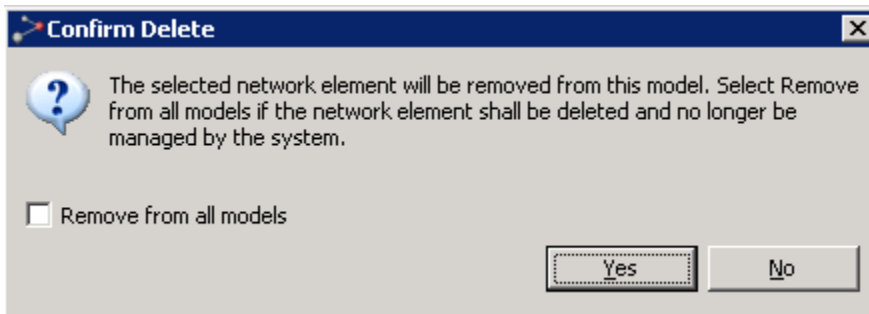 Confirm Delete
The selected network element will be removed from this model. Select Remove
from all models if the network element shall be deleted and no longer be
managed by the system.
Remove from all models
Yes No